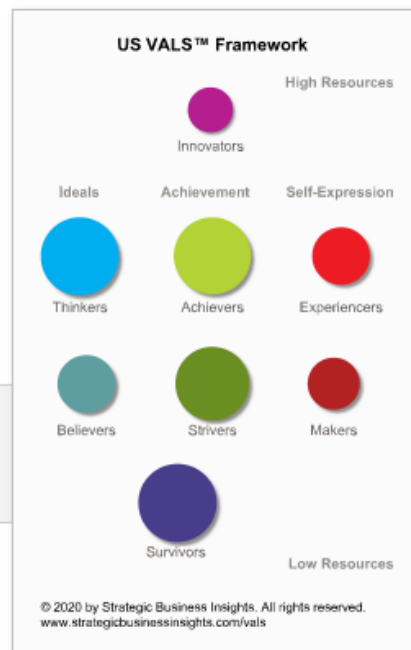 US VALS™ Framework
High Resources
Innovators
Ideals Achievement Self-Expression
Thinkers Achievers Experiencers
Believers Strivers Makers
Survivors
Low Resources
© 2020 by Strategic Business Insights. All rights reserved.
www.strategicbusinessinsights.com/vals